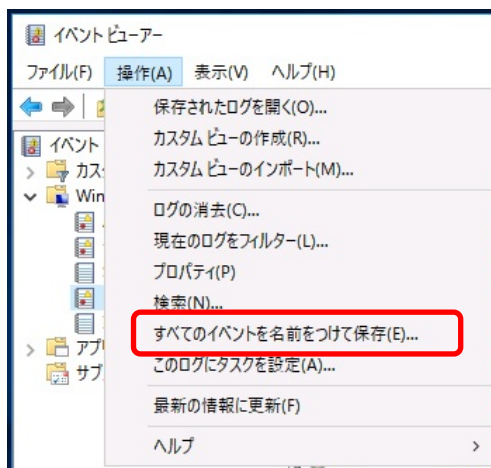 イベント ビューアー
ファイル(F) 操作(A) 表示(V) ヘルプ(H)
保存されたログを開く(O)...
イベント
カスタム ビューの作成(R)...
カス
カスタム ビューのインポート(M)...
Win
ログの消去(C)...
現在のログをフィルター(L)...
プロパティ(P)
検索(N)...
すべてのイベントを名前をつけて保存(E)...
アプ
このログにタスクを設定(A)...
サブ
最新の情報に更新(F)
ヘルプ